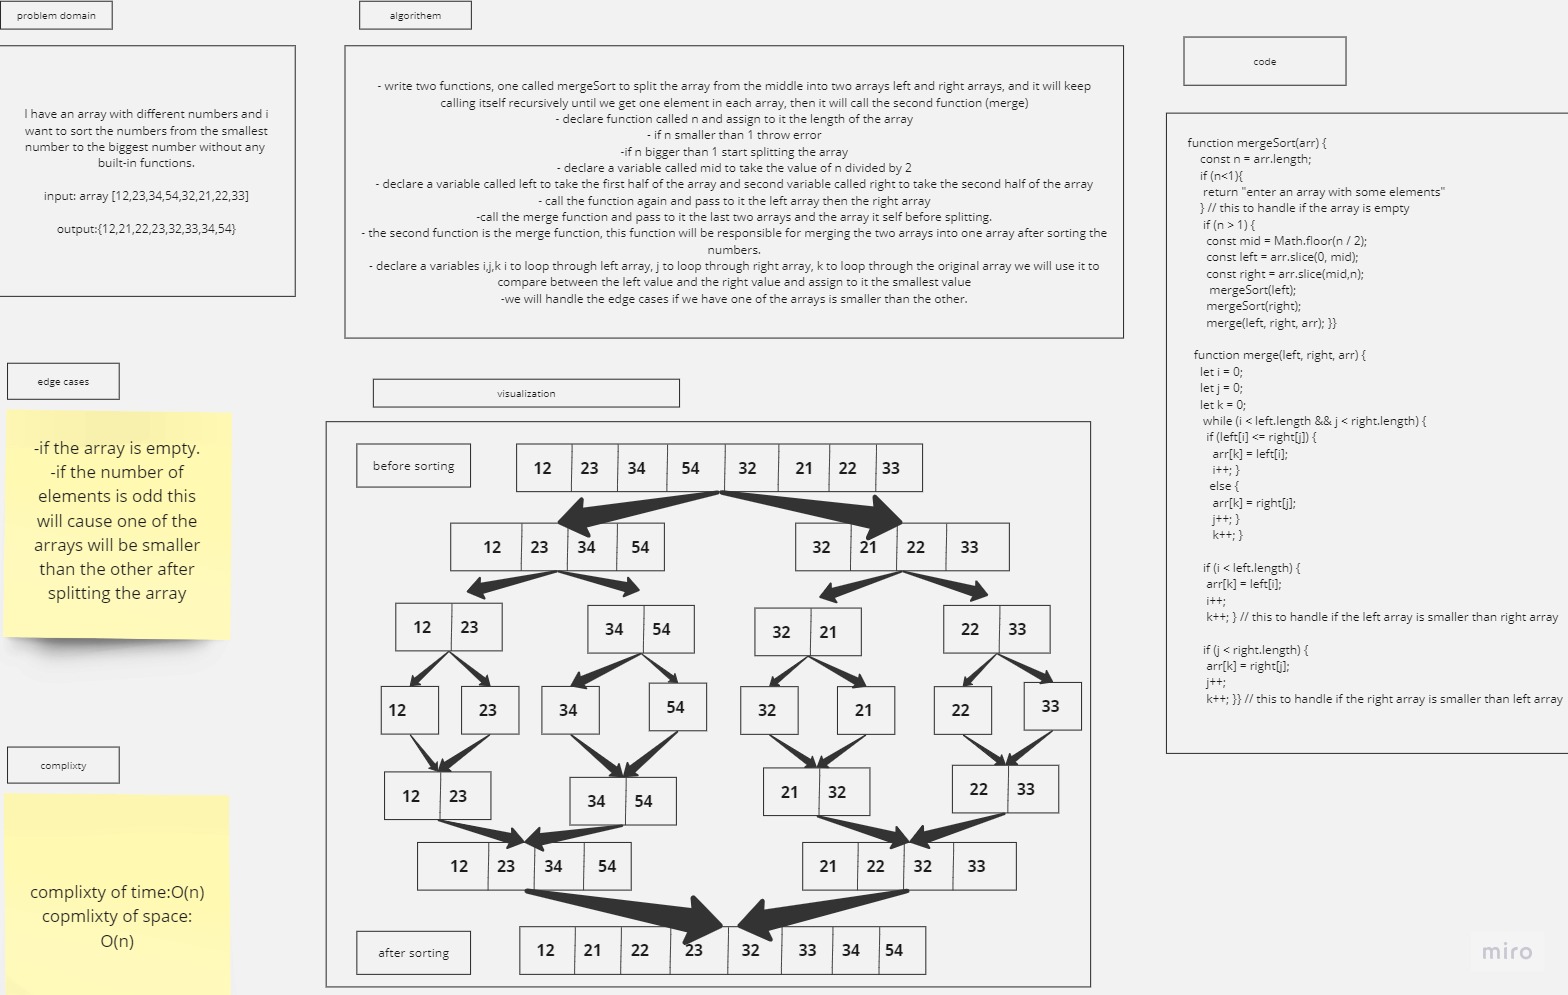 problem domain
I have an array with different numbers and i
want to sort the numbers from the smallest
number to the biggest number without any
built-in functions.
input: array [12,23,34,54,32,21,22,33]
output:{12,21,22,23,32,33,34,54}
algorithem
- write two functions, one called mergeSort to split the array from the middle into two arrays left and right arrays, and it will keep
calling itself recursively until we get one element in each array, then it will call the second function (merge)
- declare function called n and assign to it the length of the array
- if n smaller than 1 throw error
-if n bigger than 1 start splitting the array
- declare a variable called mid to take the value of n divided by 2
- declare a variable called left to take the first half of the array and second variable called right to take the second half of the array
- call the function again and pass to it the left array then the right array
-call the merge function and pass to it the last two arrays and the array it self before splitting.
- the second function is the merge function, this function will be responsible for merging the two arrays into one array after sorting the
numbers.
- declare a variables i,j,k i to loop through left array, j to loop through right array, k to loop through the original array we will use it to
compare between the left value and the right value and assign to it the smallest value
-we will handle the edge cases if we have one of the arrays is smaller than the other.
code
function mergeSort(arr) {
const n = arr.length;
if (n<1){
return "enter an array with some elements"
} // this to handle if the array is empty
if (n > 1) {
const mid = Math.floor(n / 2);
const left = arr.slice(0, mid);
const right = arr.slice(mid,n);
mergeSort(left);
mergeSort(right);
merge(left, right, arr); }}
function merge(left, right, arr) {
let i = 0;
let j = 0;
let k = 0;
while (i < left.length && j < right.length) {
if (left[i] <= right[j]) {
arr[k] = left[i];
i++; }
else {
arr[k] = right[j];
j++; }
k++; }
if (i < left.length) {
arr[k] = left[i];
i++;
k++; } // this to handle if the left array is smaller than right array
if (j < right.length) {
arr[k] = right[j];
j++;
k++; }} // this to handle if the right array is smaller than left array
edge cases
-if the array is empty.
-if the number of
elements is odd this
will cause one of the
arrays will be smaller
than the other after
splitting the array
complixty
complixty of time:O(n)
copmlixty of space:
O(n)
visualization
before sorting
12 23 34 54 32 21 22 33
12 23 34 54 32 21 22 33
12 23 34 54 32 21 22 33
12 23 34 54 32 21 22 33
12 23 34 54 21 32 22 33
12 23 34 54 21 22 32 33
after sorting
12 21 22 23 32 33 34 54
miro